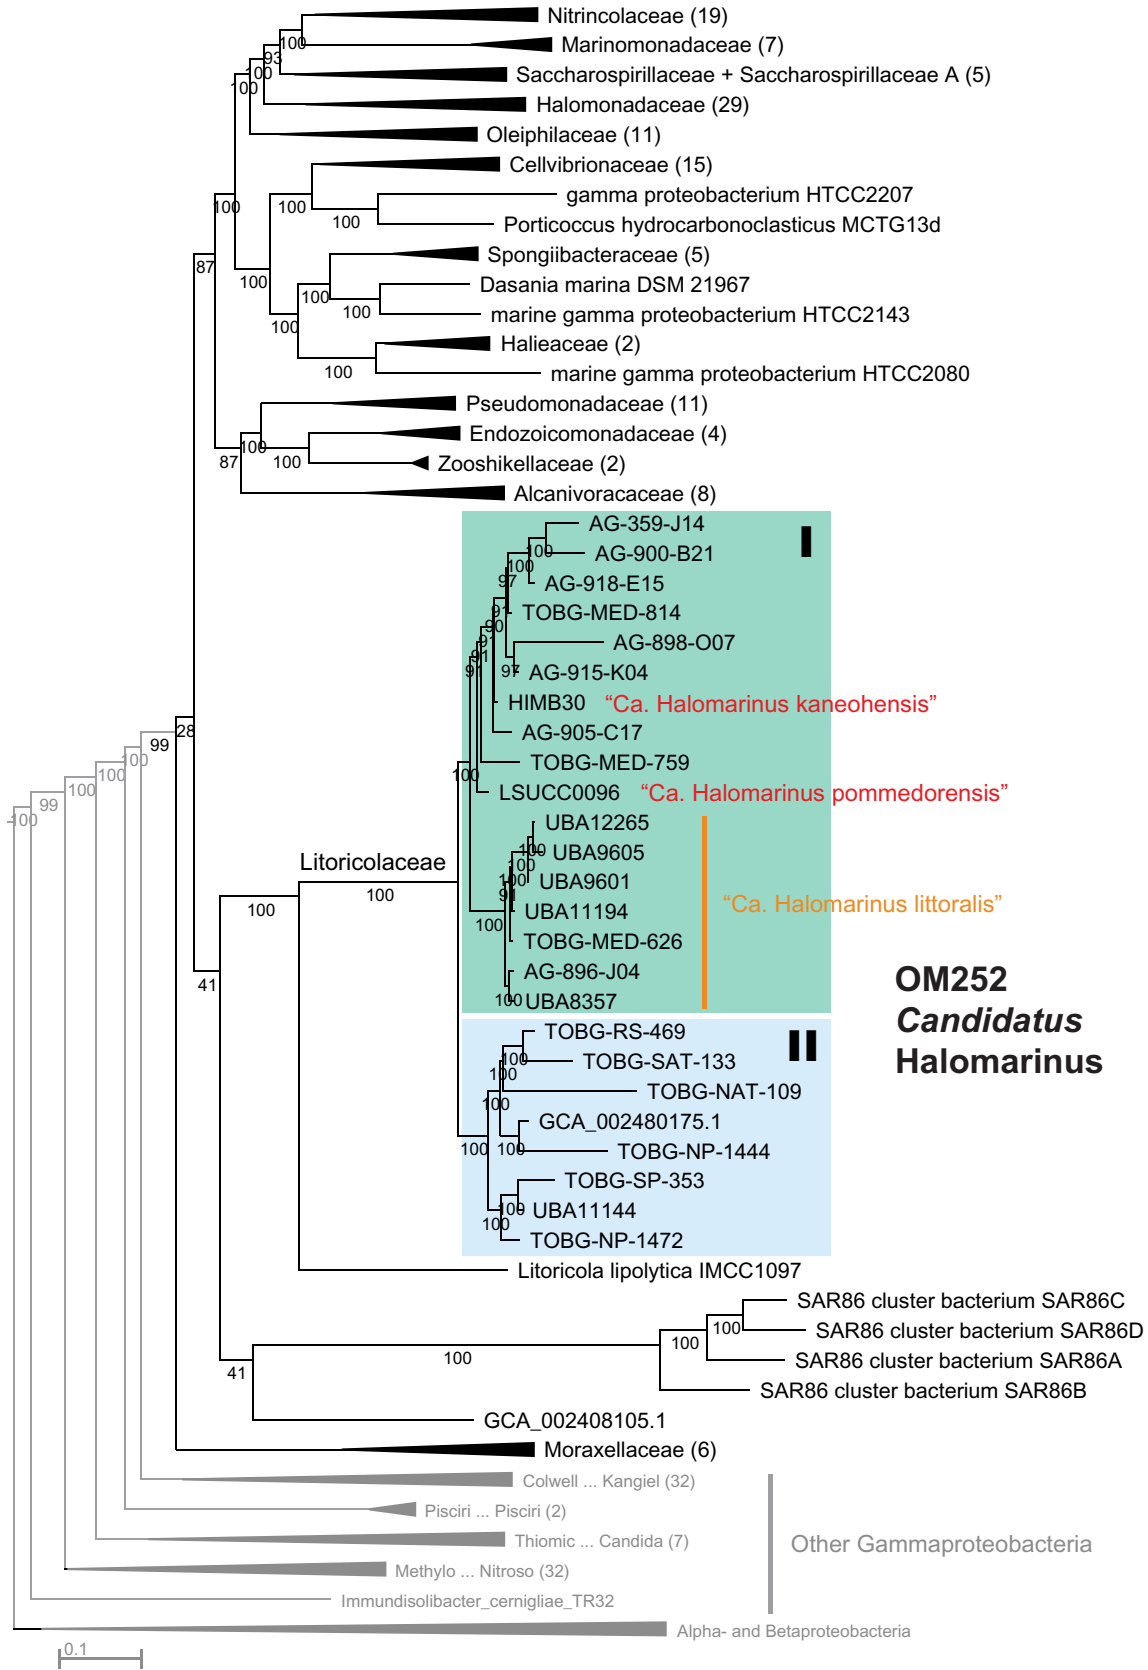 Nitrincolaceae (19)
100
Marinomonadaceae (7)
93
100
Saccharospirillaceae + Saccharospirillaceae A (5)
100
Halomonadaceae (29)
Oleiphilaceae (11)
Cellvibrionaceae (15)
gamma proteobacterium HTCC2207
100
100
100
Porticoccus hydrocarbonoclasticus MCTG13d
Spongiibacteraceae (5)
87
100
Dasania marina DSM 21967
100
100
marine gamma proteobacterium HTCC2143
100
Halieaceae (2)
100
marine gamma proteobacterium HTCC2080
Pseudomonadaceae (11)
Endozoicomonadaceae (4)
100
87
100
Zooshikellaceae (2)
Alcanivoracaceae (8)
AG-359-J14
I
100
AG-900-B21
100
97
AG-918-E15
91
TOBG-MED-814
90
91
AG-898-O07
91
91
97
AG-915-K04
HIMB30 “Ca. Halomarinus kaneohensis”
28
AG-905-C17
99
100
TOBG-MED-759
100
100
100
LSUCC0096 “Ca. Halomarinus pommedorensis”
99
100
UBA12265
100
UBA9605
Litoricolaceae
100
100
UBA9601
100
91
“Ca. Halomarinus littoralis”
100
UBA11194
100
TOBG-MED-626
AG-896-J04
41
100
UBA8357
OM252
Candidatus
Halomarinus
TOBG-RS-469
II
100
TOBG-SAT-133
100
TOBG-NAT-109
100
GCA_002480175.1
100
100
TOBG-NP-1444
TOBG-SP-353
100
UBA11144
100
TOBG-NP-1472
Litoricola lipolytica IMCC1097
SAR86 cluster bacterium SAR86C
100
SAR86 cluster bacterium SAR86D
100
100
SAR86 cluster bacterium SAR86A
41
SAR86 cluster bacterium SAR86B
GCA_002408105.1
Moraxellaceae (6)
Colwell ... Kangiel (32)
Pisciri ... Pisciri (2)
Thiomic ... Candida (7)
Other Gammaproteobacteria
Methylo ... Nitroso (32)
Immundisolibacter_cernigliae_TR32
Alpha- and Betaproteobacteria
0.1